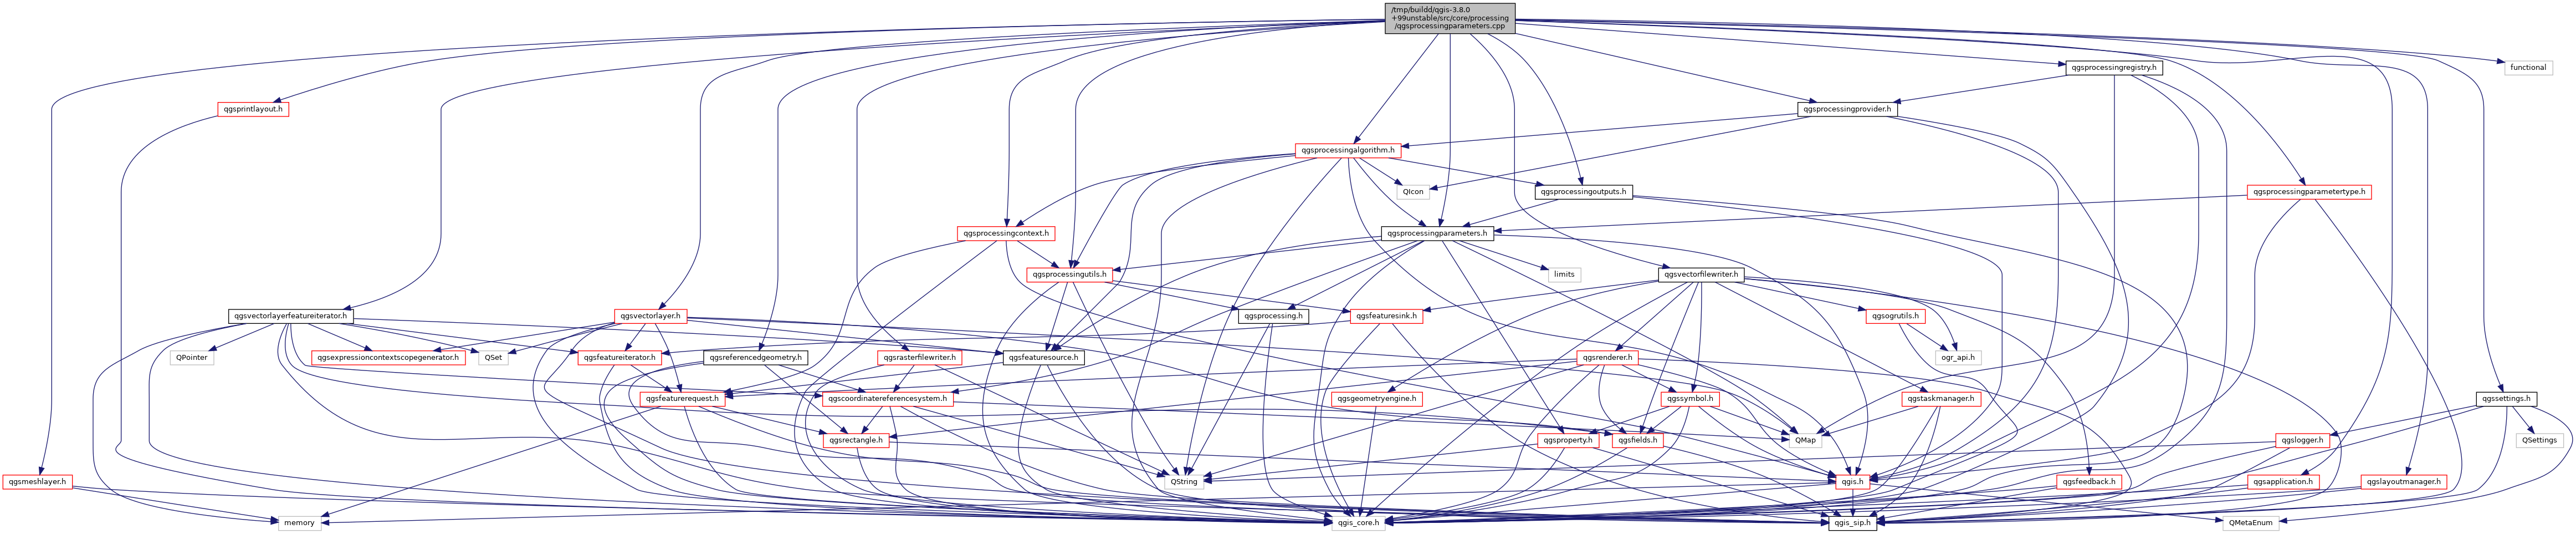 /tmp/buildd/qgis-3.8.0
+99unstable/src/core/processing
/qgsprocessingparameters.cpp
qgsprocessingregistry.h
functional
qgsprintlayout.h
qgsprocessingprovider.h
qgsprocessingalgorithm.h
QIcon
qgsprocessingoutputs.h
qgsprocessingparametertype.h
qgsprocessingcontext.h
qgsprocessingparameters.h
qgsprocessingutils.h
limits
qgsvectorfilewriter.h
qgsvectorlayerfeatureiterator.h
qgsvectorlayer.h
qgsprocessing.h
qgsfeaturesink.h
qgsogrutils.h
QPointer
qgsexpressioncontextscopegenerator.h
QSet
qgsfeatureiterator.h
qgsreferencedgeometry.h
qgsrasterfilewriter.h
qgsfeaturesource.h
qgsrenderer.h
ogr_api.h
qgsfeaturerequest.h
qgscoordinatereferencesystem.h
qgsgeometryengine.h
qgssymbol.h
qgstaskmanager.h
qgssettings.h
qgsrectangle.h
qgsproperty.h
qgsfields.h
QMap
qgslogger.h
QSettings
qgsmeshlayer.h
QString
qgis.h
qgsfeedback.h
qgsapplication.h
qgslayoutmanager.h
memory
qgis_core.h
qgis_sip.h
QMetaEnum